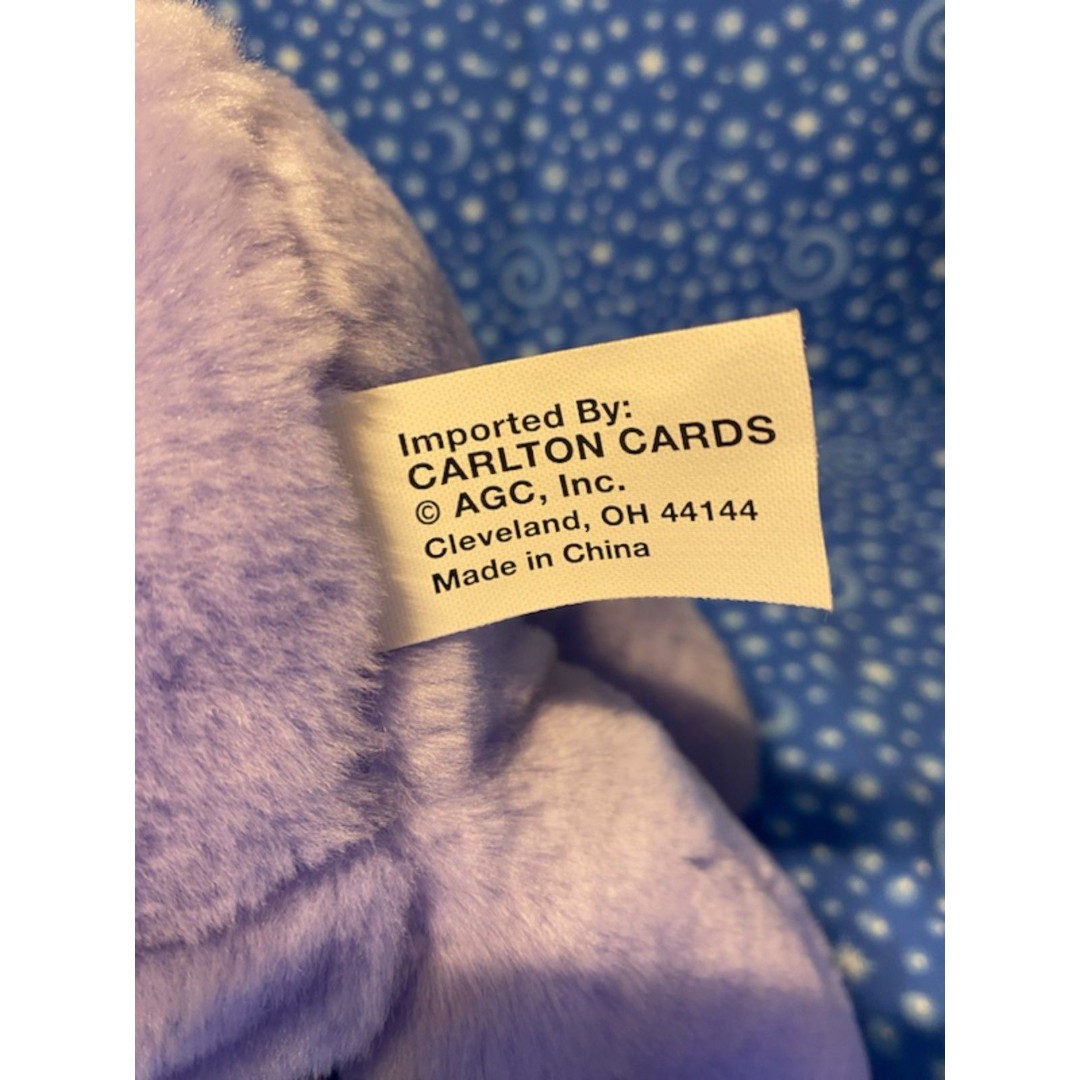 Imported By:
CARLTON CARDS
© AGC, Inc.
Cleveland, OH 44144
Made in China